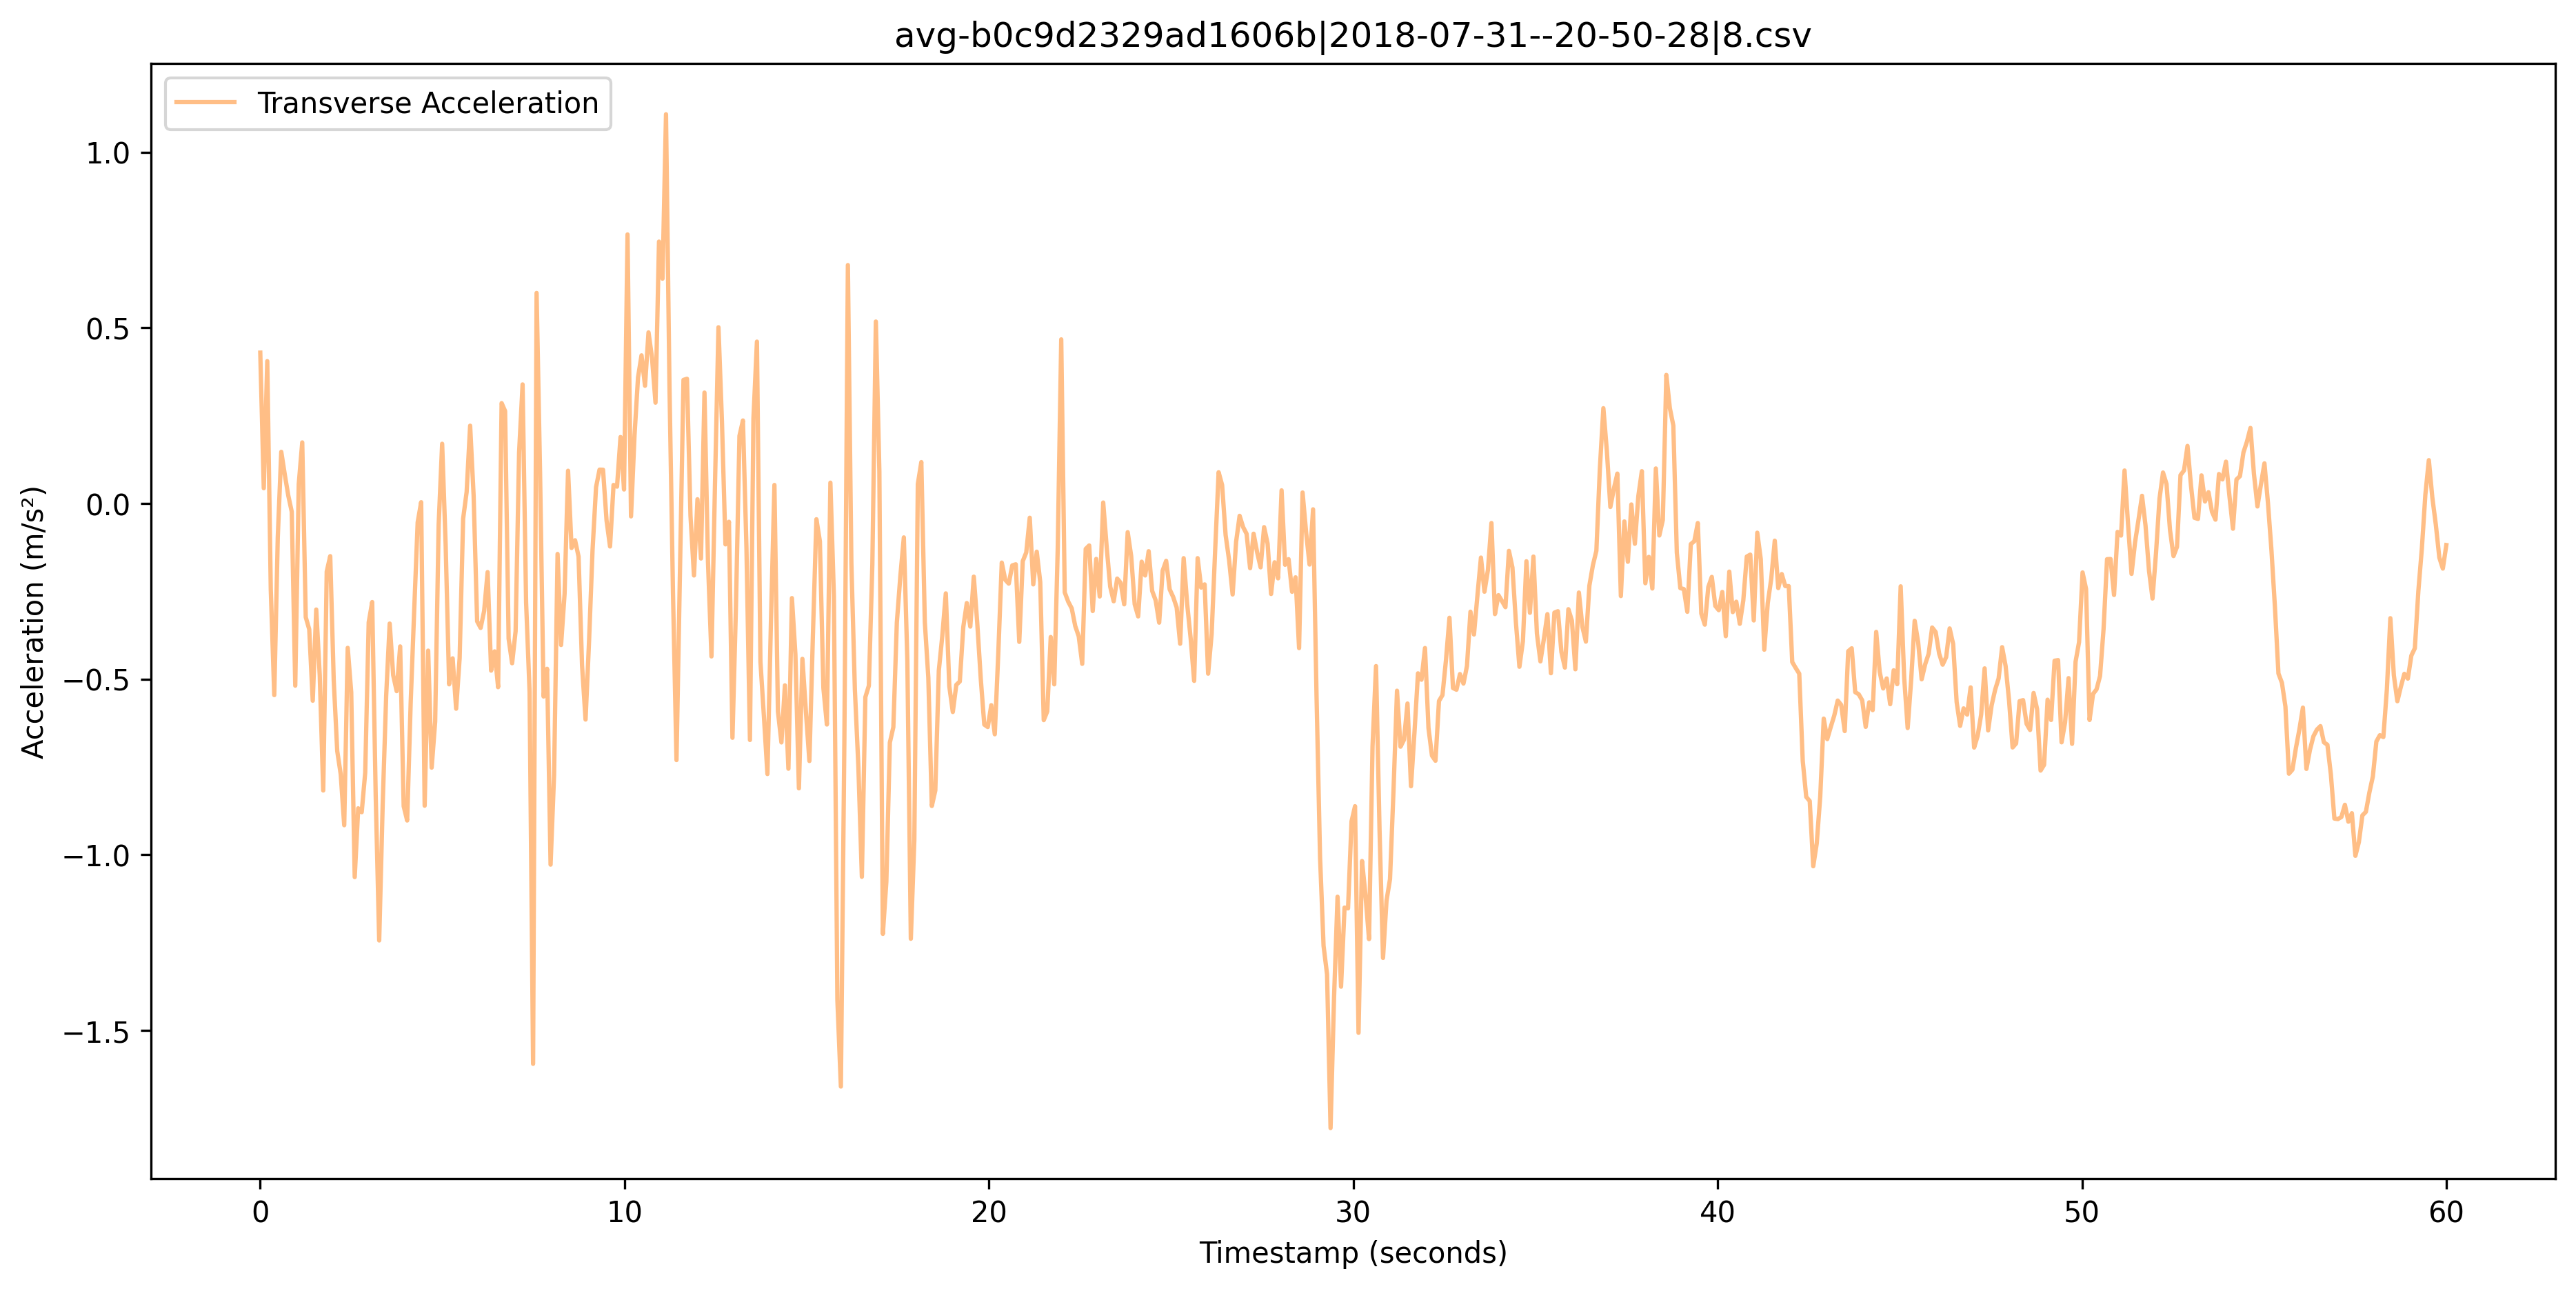 avg-b0c9d2329ad1606b|2018-07-31--20-50-28|8.csv
Transverse Acceleration
1.0
0.5
0.0
−0.5
−1.0
−1.5
Acceleration (m/s²)
0 10 20 30 40 50 60
Timestamp (seconds)